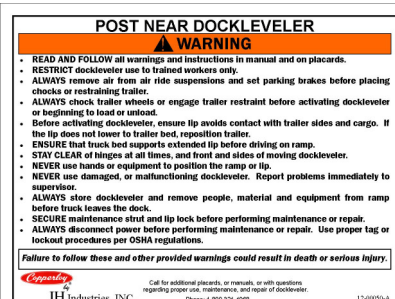 POST NEAR DOCKLEVELER
WARNING
• READ AND FOLLOW all warnings and instructions in manual and on placards.
• RESTRICT dockleveler use to trained workers only.
• ALWAYS remove air from air ride suspensions and set parking brakes before placing
chocks or restraining trailer.
• ALWAYS chock trailer wheels or engage trailer restraint before activating dockleveler
or beginning to load or unload.
• Before activating dockleveler, ensure lip avoids contact with trailer sides and cargo. If
the lip does not lower to trailer bed, reposition trailer.
• ENSURE that truck bed supports extended lip before driving on ramp.
• STAY CLEAR of hinges at all times, and front and sides of moving dockleveler.
• NEVER use hands or equipment to position the ramp or lip.
• NEVER use damaged, or malfunctioning dockleveler. Report problems immediately to
supervisor.
• ALWAYS store dockleveler and remove people, material and equipment from ramp
before truck leaves the dock.
• SECURE maintenance strut and lip lock before performing maintenance or repair.
• ALWAYS disconnect power before performing maintenance or repair. Use proper tag or
lockout procedures per OSHA regulations.
Failure to follow these and other provided warnings could result in death or serious injury.
Copperloy
JH Industries, INC.
Call for additional placards, or manuals, or with questions
regarding proper use, maintenance, and repair of dockleveler.